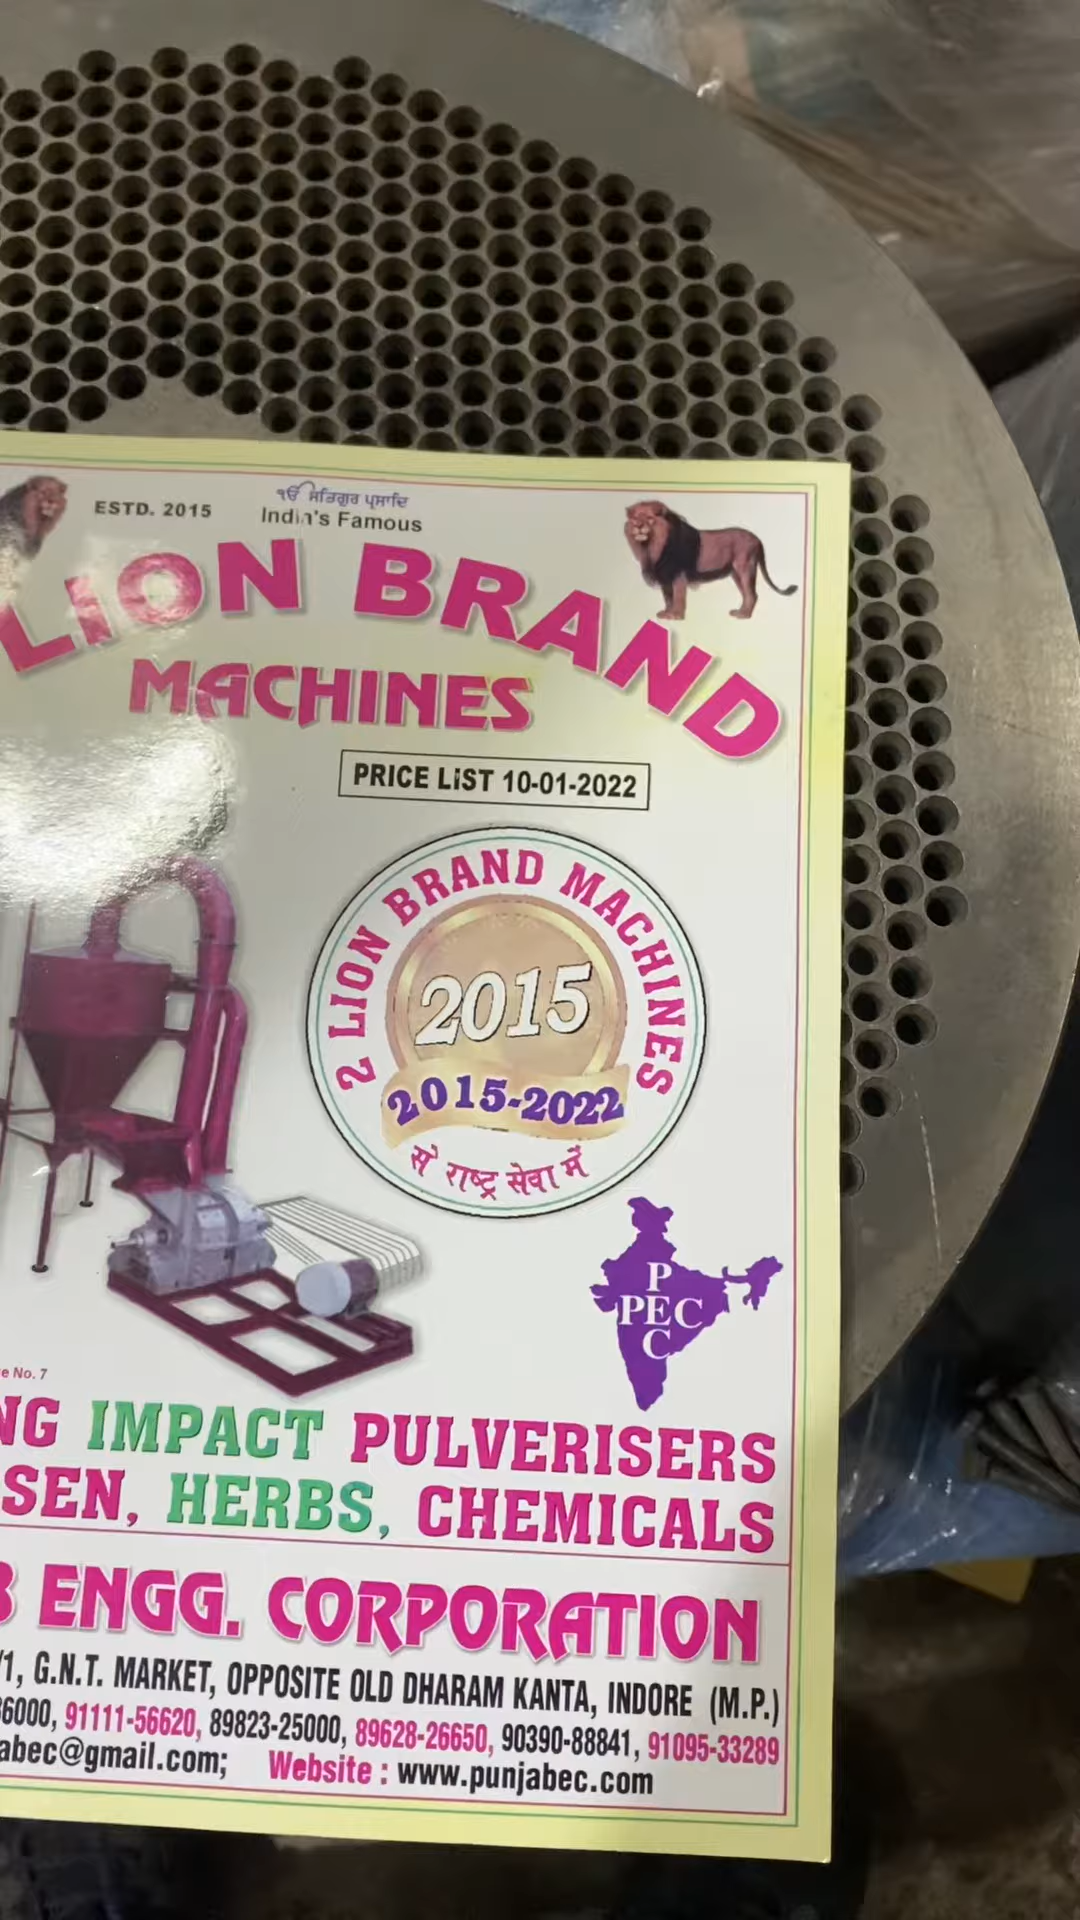 ESTD. 2015
ੴ ਸਤਿਗੁਰ ਪ੍ਰਸਾਦਿ
India's Famous
LION BRAND
MACHINES
PRICE LIST 10-01-2022
2 LION BRAND MACHINES
2015
2015-2022
से राष्ट्र सेवा में
P
PEC
C
e No. 7
NG IMPACT PULVERISERS
SEN, HERBS, CHEMICALS
B ENGG. CORPORATION
/1, G.N.T. MARKET, OPPOSITE OLD DHARAM KANTA, INDORE (M.P.)
6000, 91111-56620, 89823-25000, 89628-26650, 90390-88841, 91095-33289
abec@gmail.com; Website : www.punjabec.com